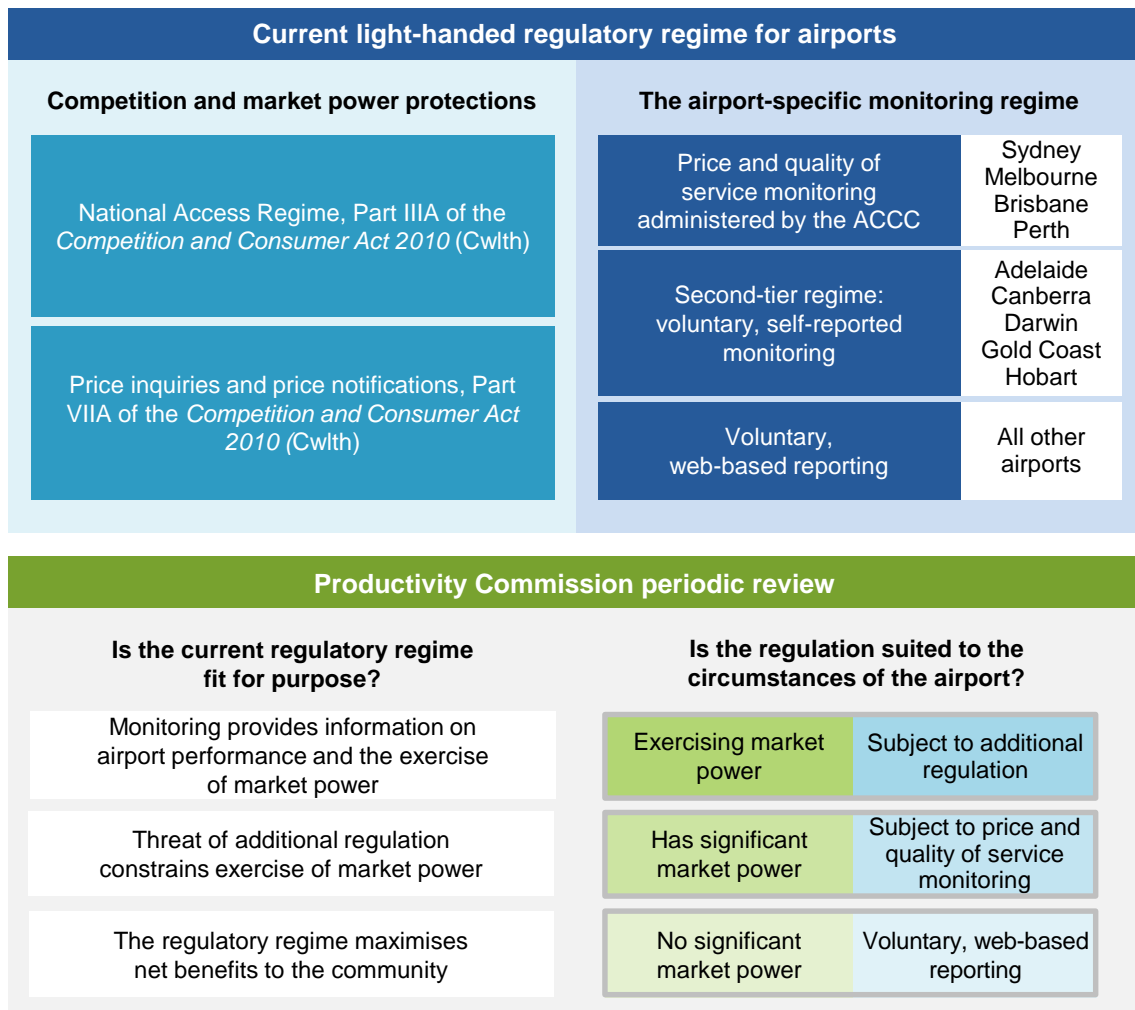 Current light-handed regulatory regime for airports
Competition and market power protections
National Access Regime, Part IIIA of the
Competition and Consumer Act 2010 (Cwlth)
Price inquiries and price notifications, Part
VIIA of the Competition and Consumer Act
2010 (Cwlth)
The airport-specific monitoring regime
Price and quality of
service monitoring
administered by the ACCC
Sydney
Melbourne
Brisbane
Perth
Second-tier regime:
voluntary, self-reported
monitoring
Adelaide
Canberra
Darwin
Gold Coast
Hobart
Voluntary,
web-based reporting
All other
airports
Productivity Commission periodic review
Is the current regulatory regime
fit for purpose?
Monitoring provides information on
airport performance and the exercise
of market power
Threat of additional regulation
constrains exercise of market power
The regulatory regime maximises
net benefits to the community
Is the regulation suited to the
circumstances of the airport?
Exercising market
power
Subject to additional
regulation
Has significant
market power
Subject to price and
quality of service
monitoring
No significant
market power
Voluntary, web-based
reporting